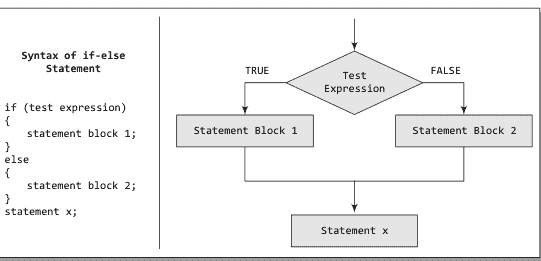 Syntax of if-else
Statement
if (test expression)
{
    statement block 1;
}
else
{
    statement block 2;
}
statement x;
TRUE
Test
Expression
FALSE
Statement Block 1
Statement Block 2
Statement x